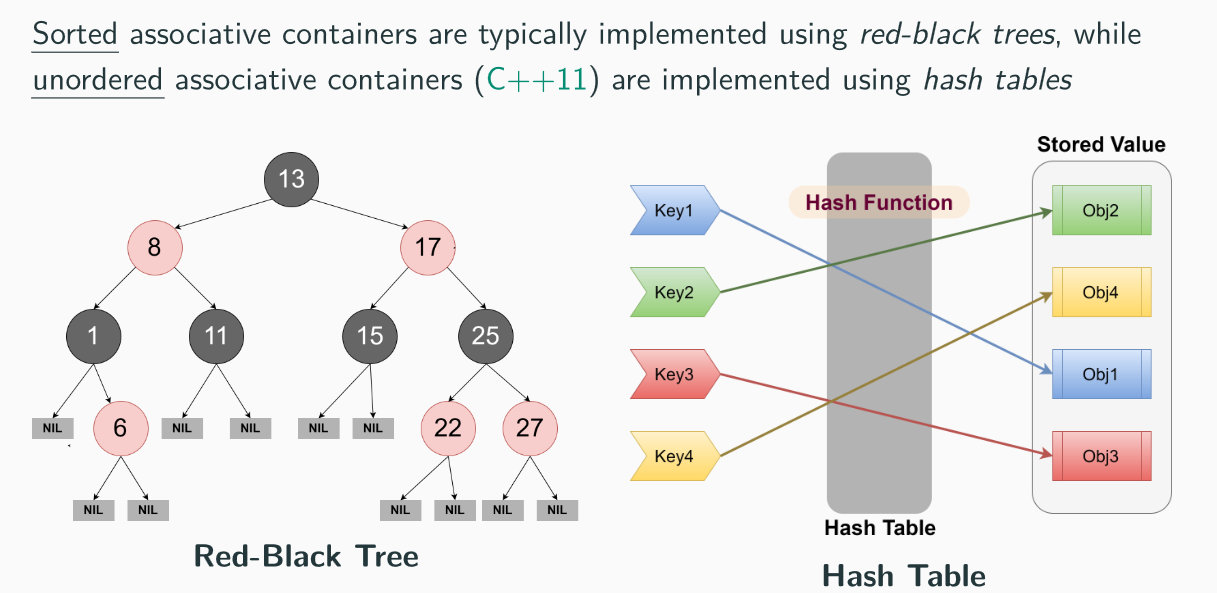 Sorted associative containers are typically implemented using red-black trees, while
unordered associative containers (C++11) are implemented using hash tables
13
8
17
1
11
15
25
NIL
6
NIL
NIL
NIL
NIL
22
27
NIL
NIL
NIL
NIL
NIL
NIL
Red-Black Tree
Stored Value
Hash Function
Key1
Obj2
Key2
Obj4
Key3
Obj1
Key4
Obj3
Hash Table
Hash Table